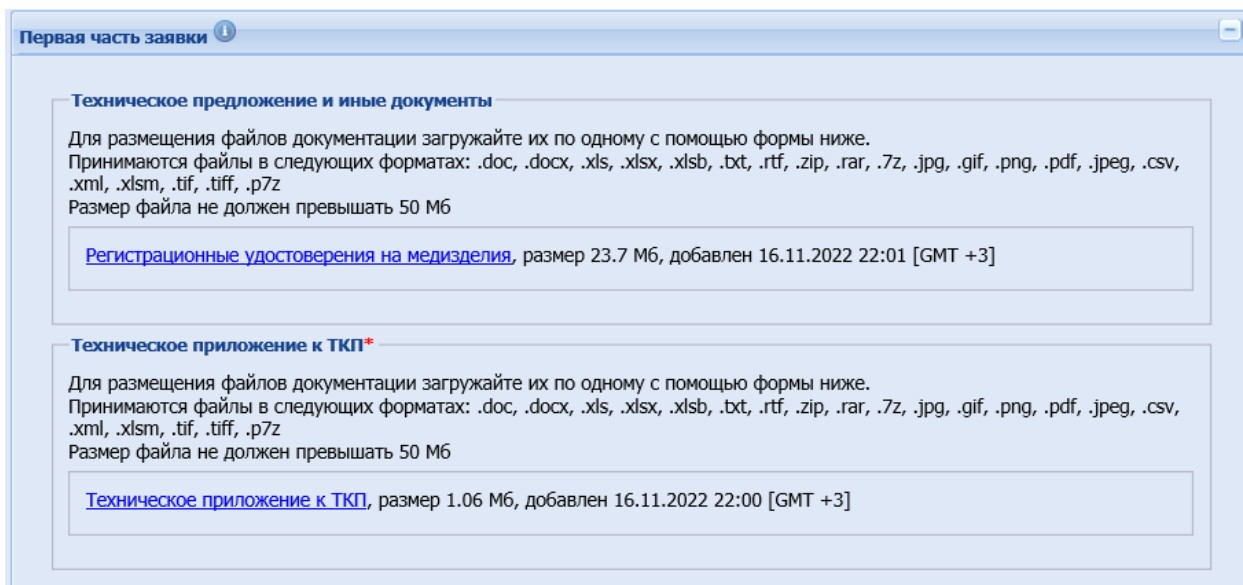 Первая часть заявки
Техническое предложение и иные документы
Для размещения файлов документации загружайте их по одному с помощью формы ниже.
Принимаются файлы в следующих форматах: .doc, .docx, .xls, .xlsx, .xlsb, .txt, .rtf, .zip, .rar, .7z, .jpg, .gif, .png, .pdf, .jpeg, .csv,
.xml, .xlsm, .tif, .tiff, .p7z
Размер файла не должен превышать 50 Мб
Регистрационные удостоверения на медизделия, размер 23.7 Мб, добавлен 16.11.2022 22:01 [GMT +3]
Техническое приложение к ТКП*
Для размещения файлов документации загружайте их по одному с помощью формы ниже.
Принимаются файлы в следующих форматах: .doc, .docx, .xls, .xlsx, .xlsb, .txt, .rtf, .zip, .rar, .7z, .jpg, .gif, .png, .pdf, .jpeg, .csv,
.xml, .xlsm, .tif, .tiff, .p7z
Размер файла не должен превышать 50 Мб
Техническое приложение к ТКП, размер 1.06 Мб, добавлен 16.11.2022 22:00 [GMT +3]